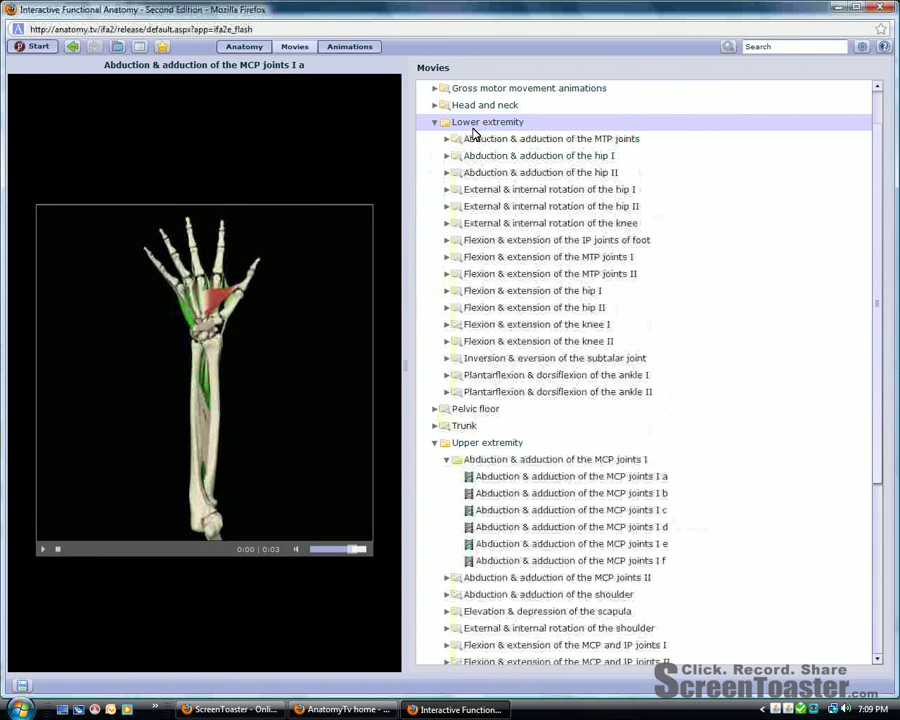 Interactive Functional Anatomy - Second Edition - Mozilla Firefox
http://anatomy.tv/ifa2/release/default.aspx?app=ifa2e_flash
Start
Anatomy
Movies
Animations
Search
Abduction & adduction of the MCP joints I a
Movies
Gross motor movement animations
Head and neck
Lower extremity
Abduction & adduction of the MTP joints
Abduction & adduction of the hip I
Abduction & adduction of the hip II
External & internal rotation of the hip I
External & internal rotation of the hip II
External & internal rotation of the knee
Flexion & extension of the IP joints of foot
Flexion & extension of the MTP joints I
Flexion & extension of the MTP joints II
Flexion & extension of the hip I
Flexion & extension of the hip II
Flexion & extension of the knee I
Flexion & extension of the knee II
Inversion & eversion of the subtalar joint
Plantarflexion & dorsiflexion of the ankle I
Plantarflexion & dorsiflexion of the ankle II
Pelvic floor
Trunk
Upper extremity
Abduction & adduction of the MCP joints I
Abduction & adduction of the MCP joints I a
Abduction & adduction of the MCP joints I b
Abduction & adduction of the MCP joints I c
Abduction & adduction of the MCP joints I d
Abduction & adduction of the MCP joints I e
Abduction & adduction of the MCP joints I f
Abduction & adduction of the MCP joints II
Abduction & adduction of the shoulder
Elevation & depression of the scapula
External & internal rotation of the shoulder
Flexion & extension of the MCP and IP joints I
Flexion & extension of the MCP and IP joints II
0:00 | 0:03
Click. Record. Share
ScreenToaster.com
ScreenToaster - Onli...
AnatomyTv home - ...
Interactive Function...
7:09 PM